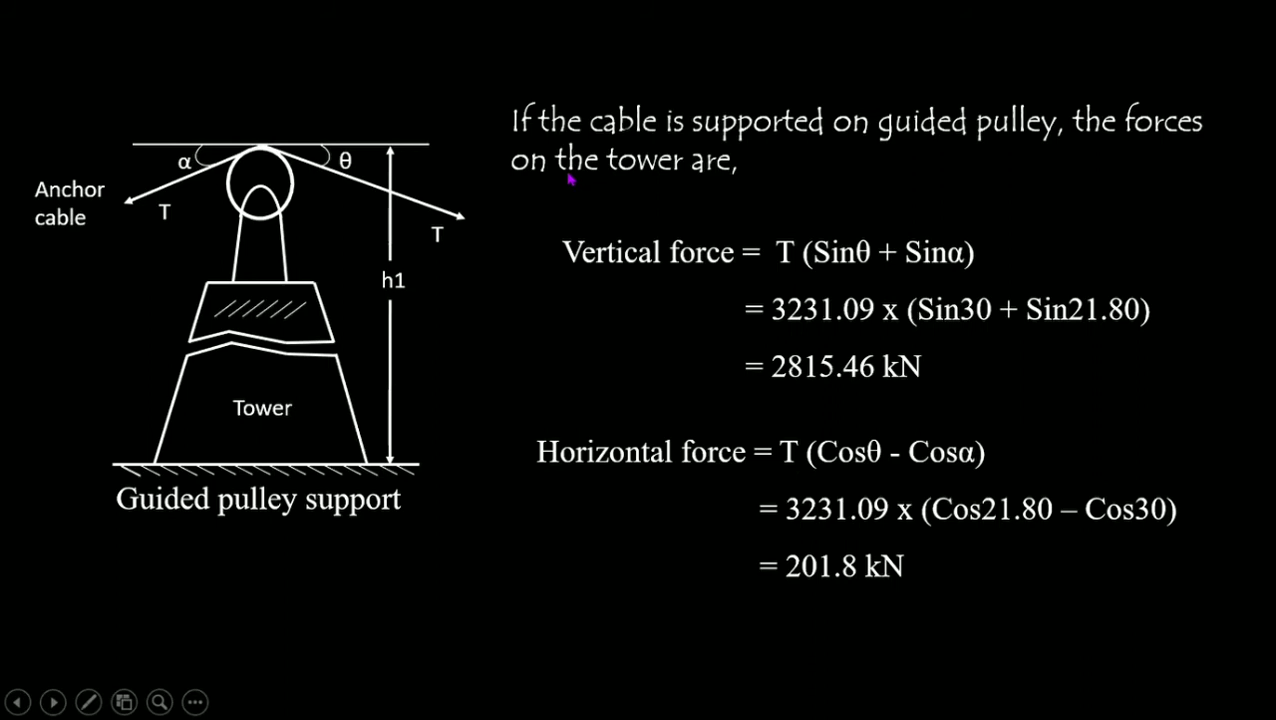 If the cable is supported on guided pulley, the forces
on the tower are,
α
θ
Anchor
cable
T
T
h1
Tower
Guided pulley support
Vertical force = T (Sinθ + Sinα)
= 3231.09 x (Sin30 + Sin21.80)
= 2815.46 kN
Horizontal force = T (Cosθ - Cosα)
= 3231.09 x (Cos21.80 – Cos30)
= 201.8 kN